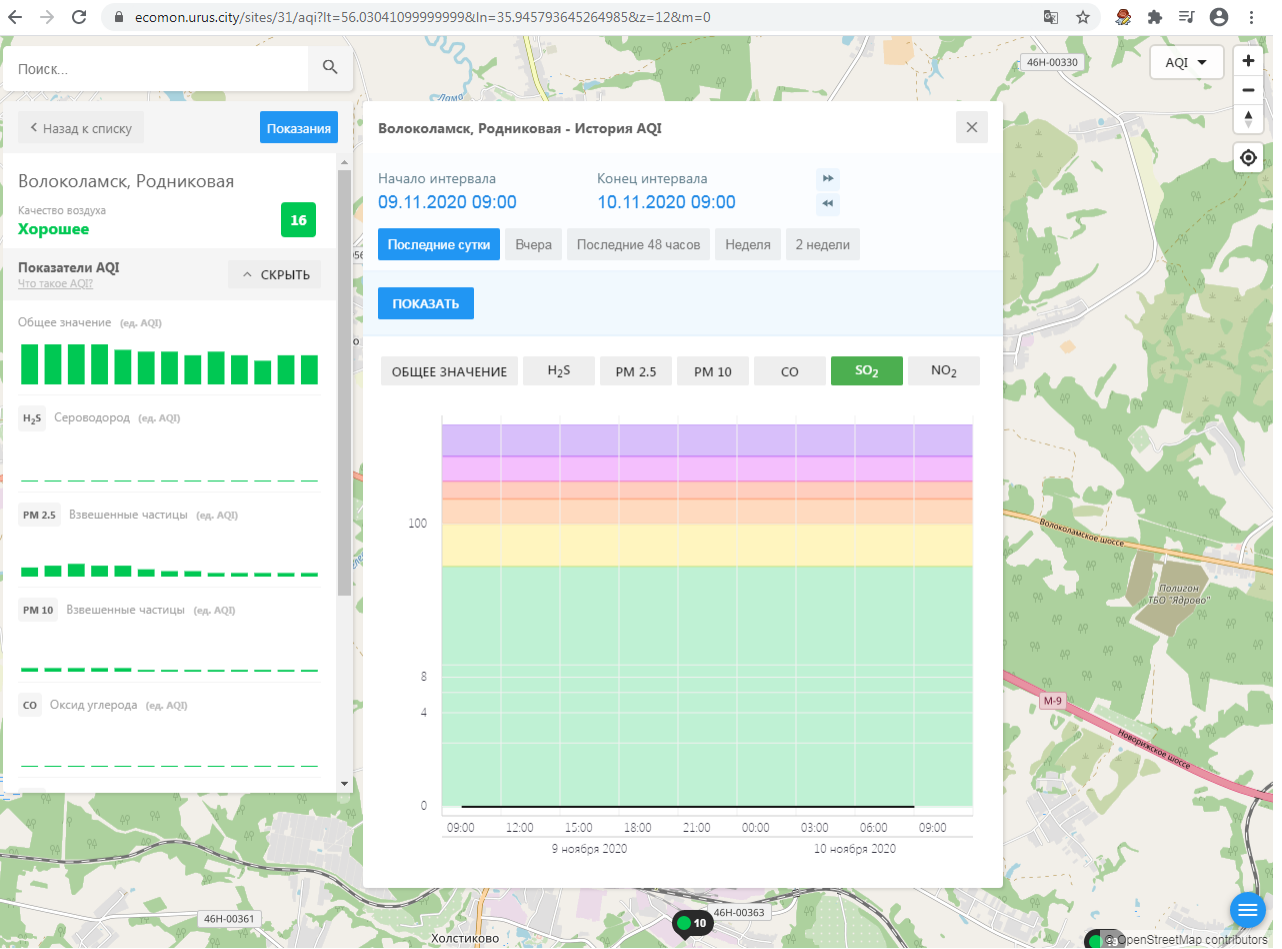 ecomon.urus.city/sites/31/aqi?lt=56.03041099999999&ln=35.945793645264985&z=12&m=0
Поиск...
Назад к списку
Показания
Волоколамск, Родниковая
Качество воздуха
Хорошее
16
Показатели AQI
Что такое AQI?
СКРЫТЬ
Общее значение (ед. AQI)
H₂S Сероводород (ед. AQI)
PM 2.5 Взвешенные частицы (ед. AQI)
PM 10 Взвешенные частицы (ед. AQI)
CO Оксид углерода (ед. AQI)
Волоколамск, Родниковая - История AQI
Начало интервала
09.11.2020 09:00
Конец интервала
10.11.2020 09:00
Последние сутки
Вчера
Последние 48 часов
Неделя
2 недели
ПОКАЗАТЬ
ОБЩЕЕ ЗНАЧЕНИЕ
H₂S
PM 2.5
PM 10
CO
SO₂
NO₂
100
8
4
0
09:00 12:00 15:00 18:00 21:00 00:00 03:00 06:00 09:00
9 ноября 2020
10 ноября 2020
46Н-00330
AQI
Волоколамское шоссе
Полигон
ТБО "Ядрово"
М-9
Новорижское шоссе
46Н-00361
46Н-00363
10
Холстиково
© OpenStreetMap contributors